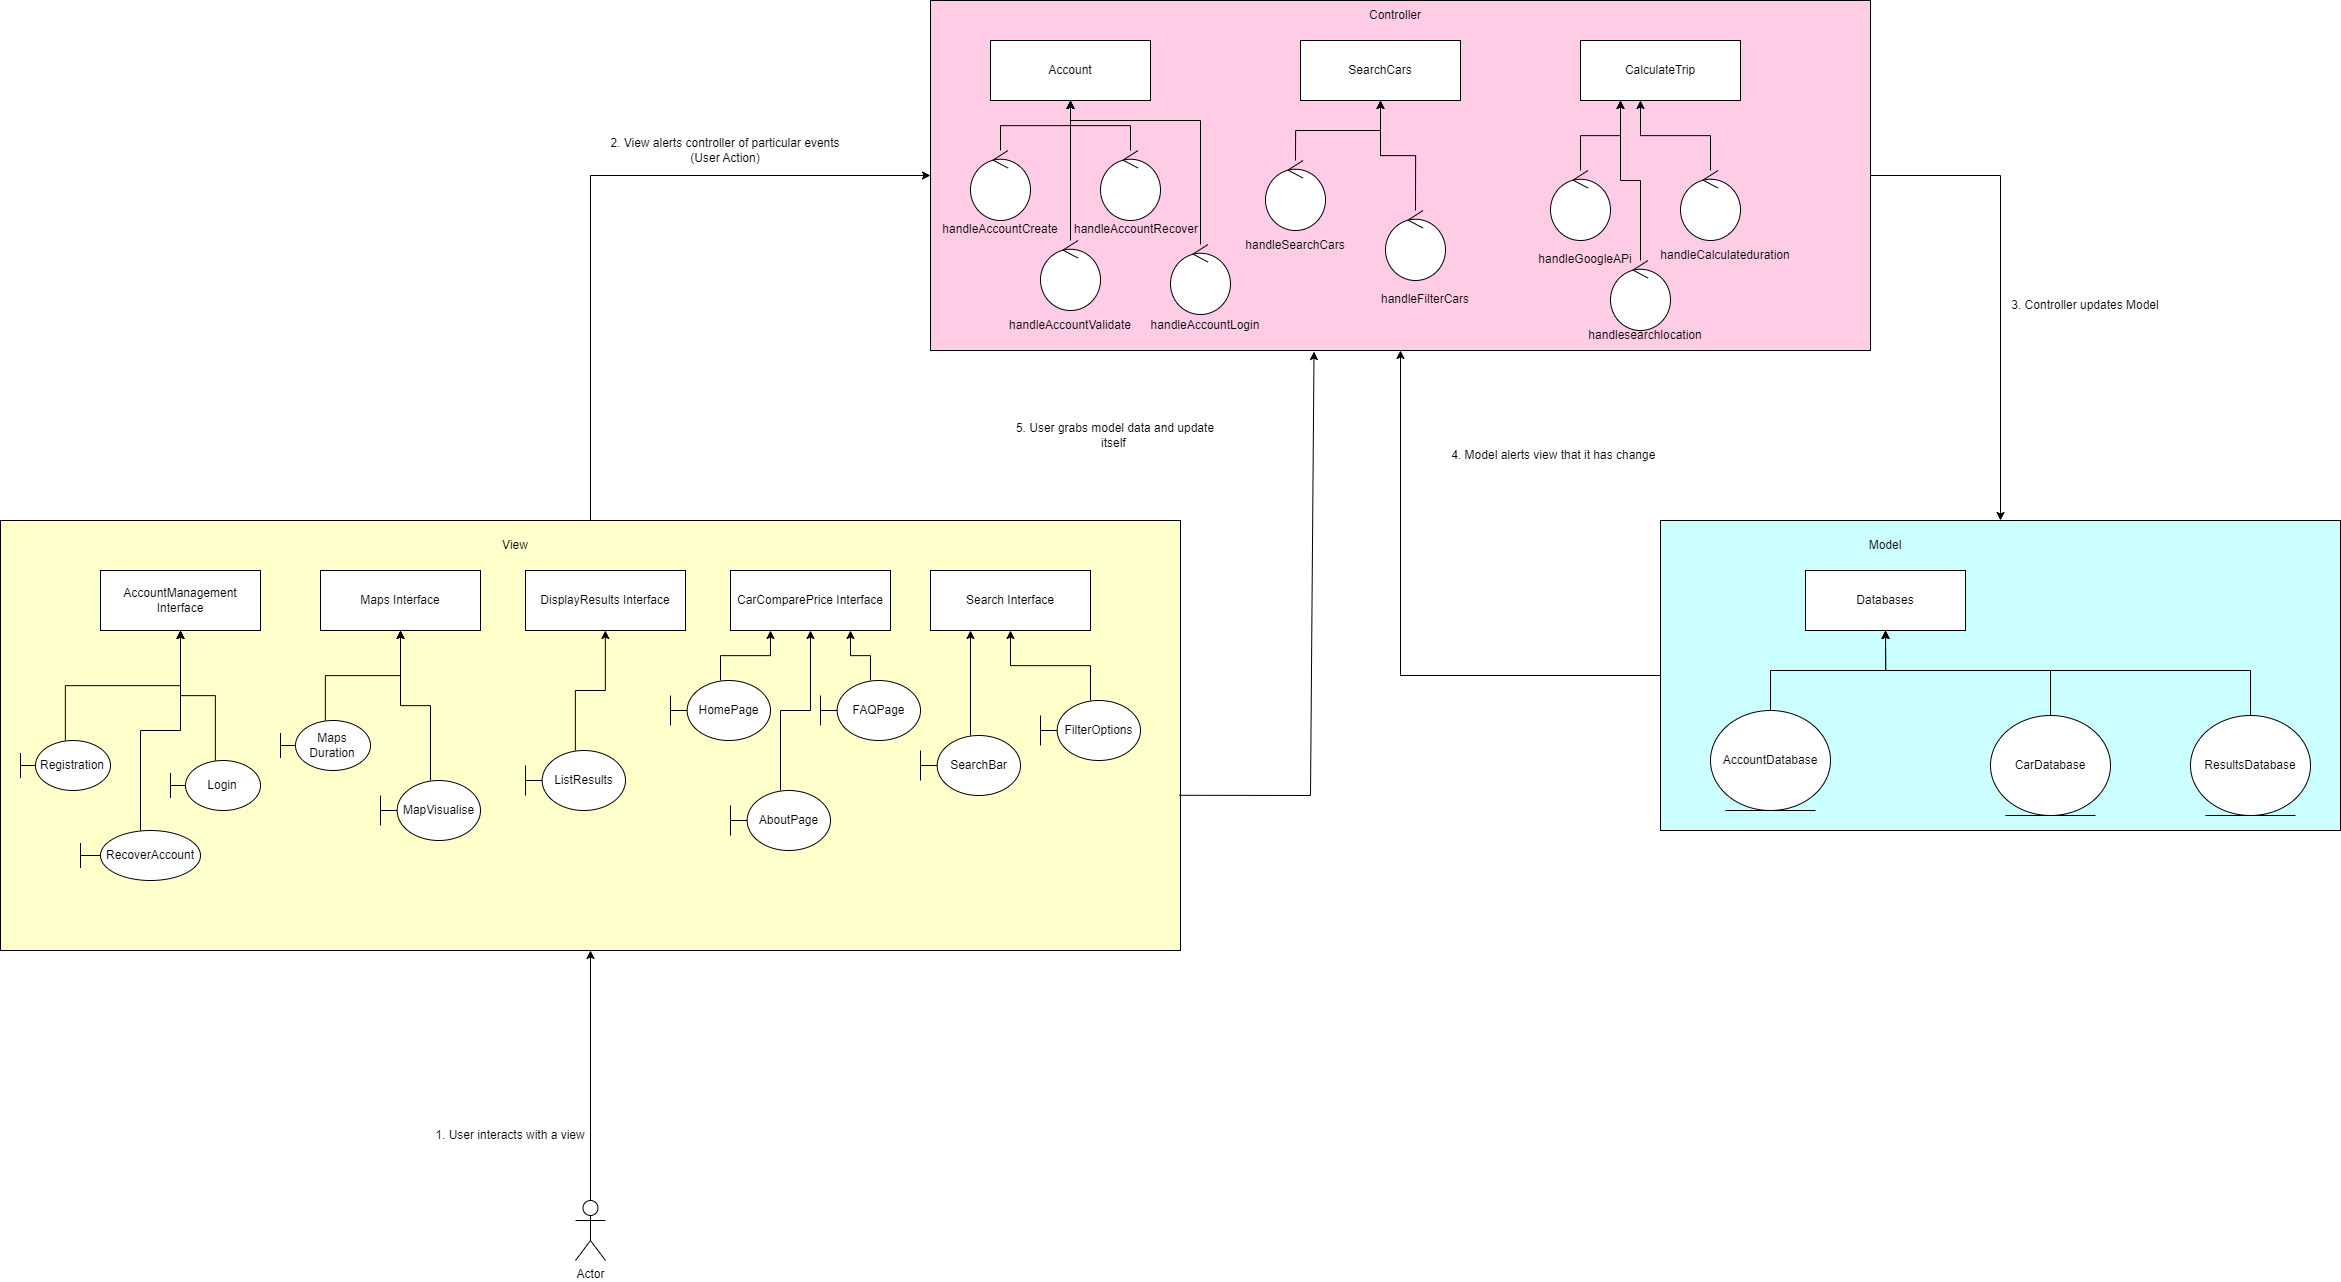 Controller
Account
SearchCars
CalculateTrip
2. View alerts controller of particular events
(User Action)
handleAccountCreate
handleAccountRecover
handleSearchCars
handleGoogleAPi
handleCalculateduration
handleFilterCars
handleAccountValidate
handleAccountLogin
handlesearchlocation
3. Controller updates Model
5. User grabs model data and update
itself
4. Model alerts view that it has change
View
AccountManagement
Interface
Maps Interface
DisplayResults Interface
CarComparePrice Interface
Search Interface
HomePage
FAQPage
FilterOptions
Maps
Duration
Registration
SearchBar
Login
ListResults
MapVisualise
AboutPage
RecoverAccount
Model
Databases
AccountDatabase
CarDatabase
ResultsDatabase
1. User interacts with a view
Actor